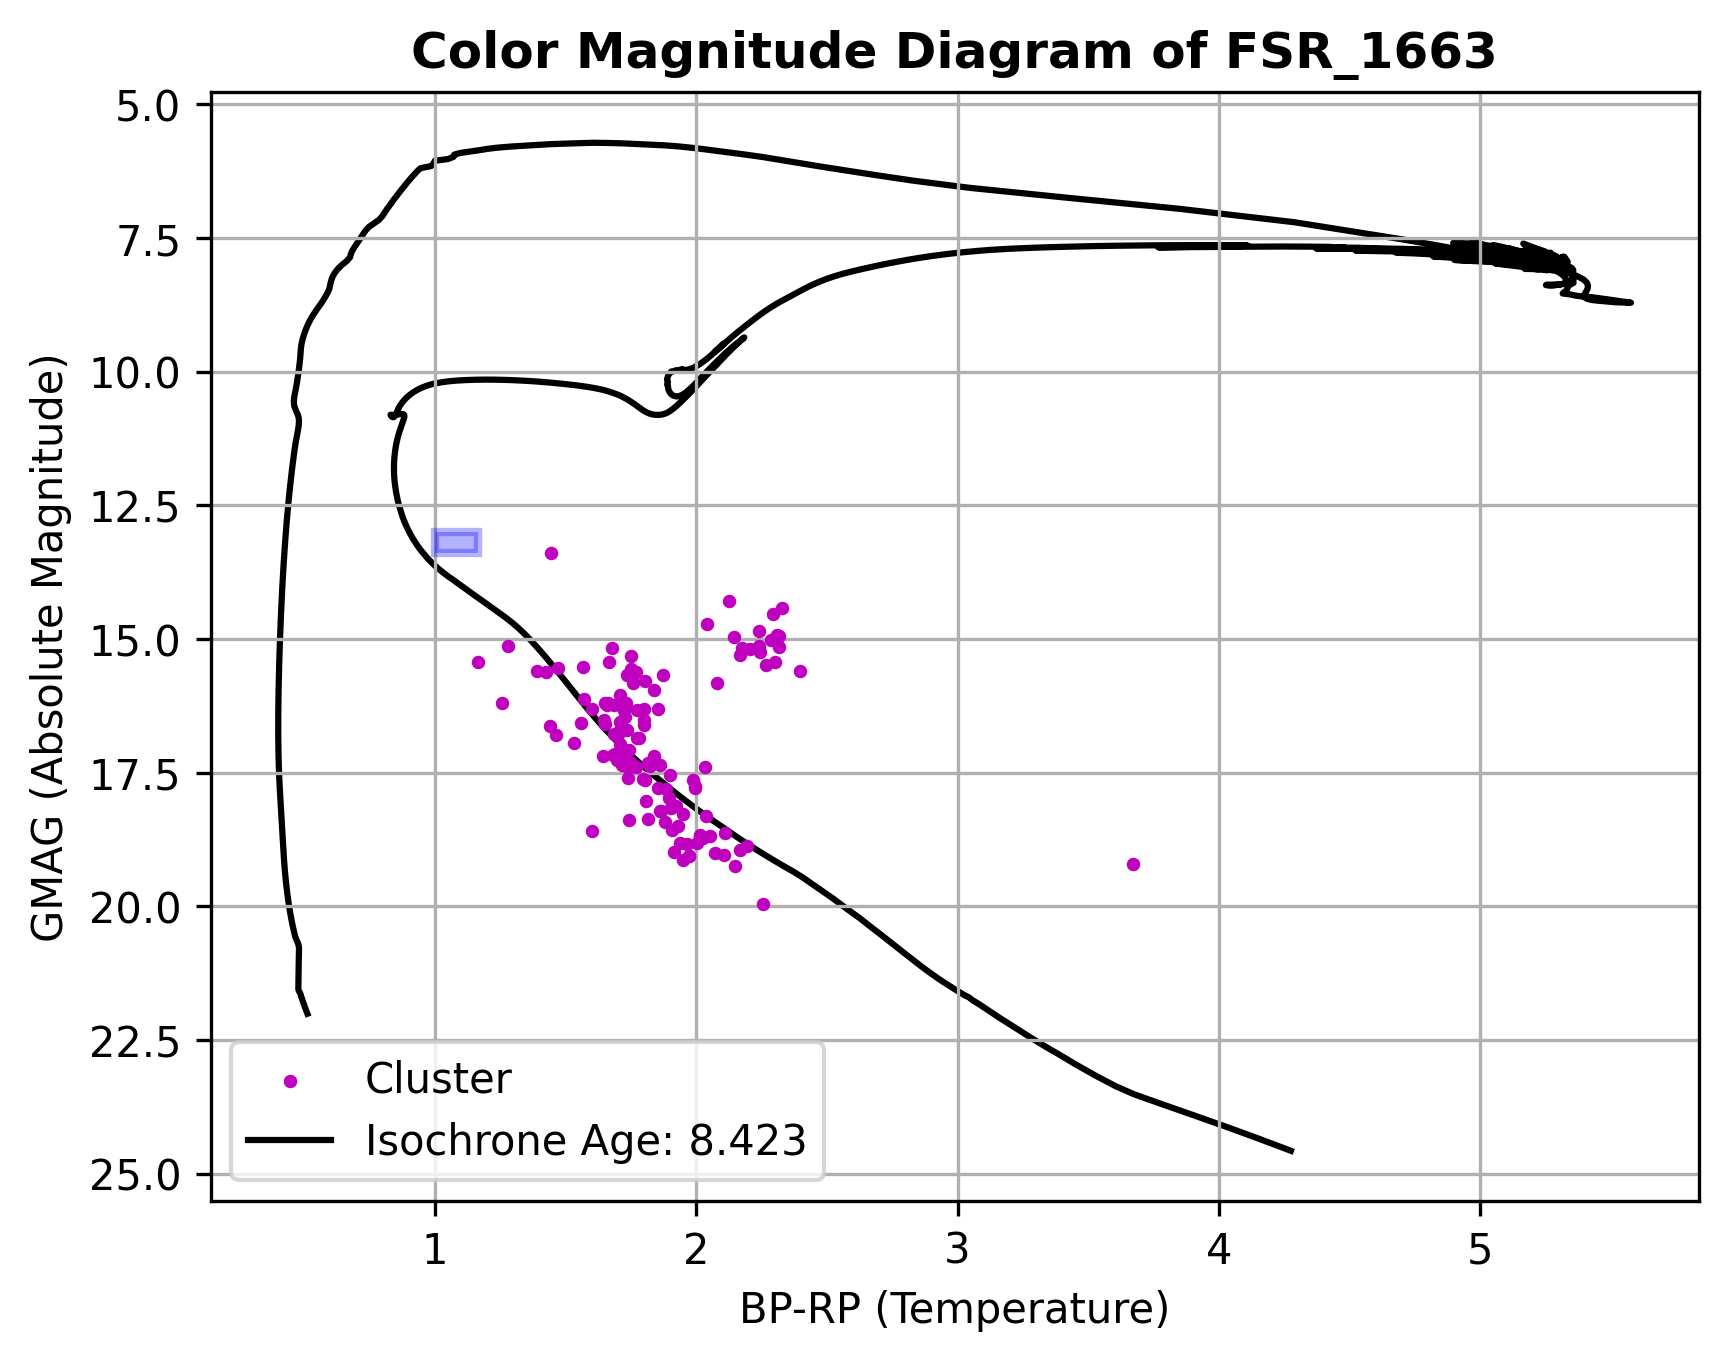 Color Magnitude Diagram of FSR_1663
GMAG (Absolute Magnitude)
5.0
7.5
10.0
12.5
15.0
17.5
20.0
22.5
25.0
Cluster
Isochrone Age: 8.423
1 2 3 4 5
BP-RP (Temperature)